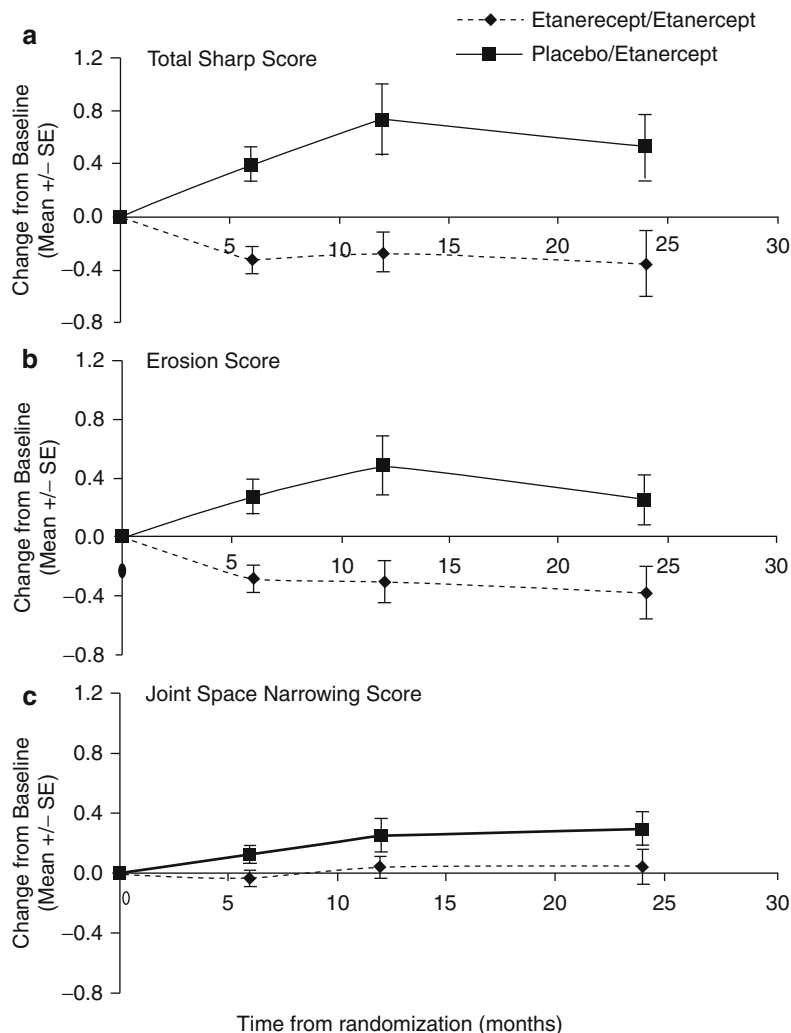 Etanerecept/Etanercept
Placebo/Etanercept
a
Total Sharp Score
Change from Baseline
(Mean +/− SE)
1.2
0.8
0.4
0.0
−0.4
−0.8
5 10 15 20 25 30
b
Erosion Score
Change from Baseline
(Mean +/− SE)
1.2
0.8
0.4
0.0
−0.4
−0.8
5 10 15 20 25 30
c
Joint Space Narrowing Score
Change from Baseline
(Mean +/− SE)
1.2
0.8
0.4
0.0
−0.4
−0.8
0 5 10 15 20 25 30
Time from randomization (months)